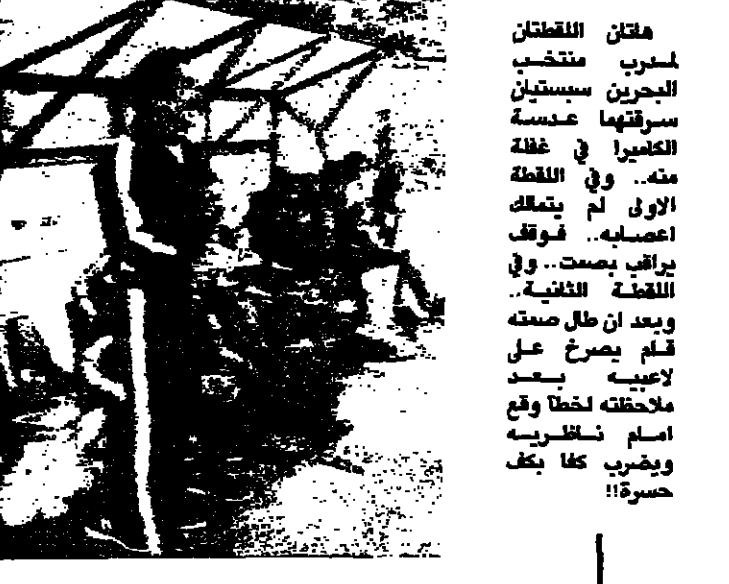 هاتان اللقطتان
لمدرب منتخب
البحرين سبستيان
سرقتهما عدسة
الكاميرا في غفلة
منه.. وفي اللقطة
الاولى لم يتمالك
اعصابه.. فوقف
يراقب بصمت.. وفي
اللقطة الثانية..
وبعد ان طال صمته
قام يصرخ على
لاعبيه بعد
ملاحظته لخطأ وقع
امام ناظريه
ويضرب كفا بكف
حسرة!!